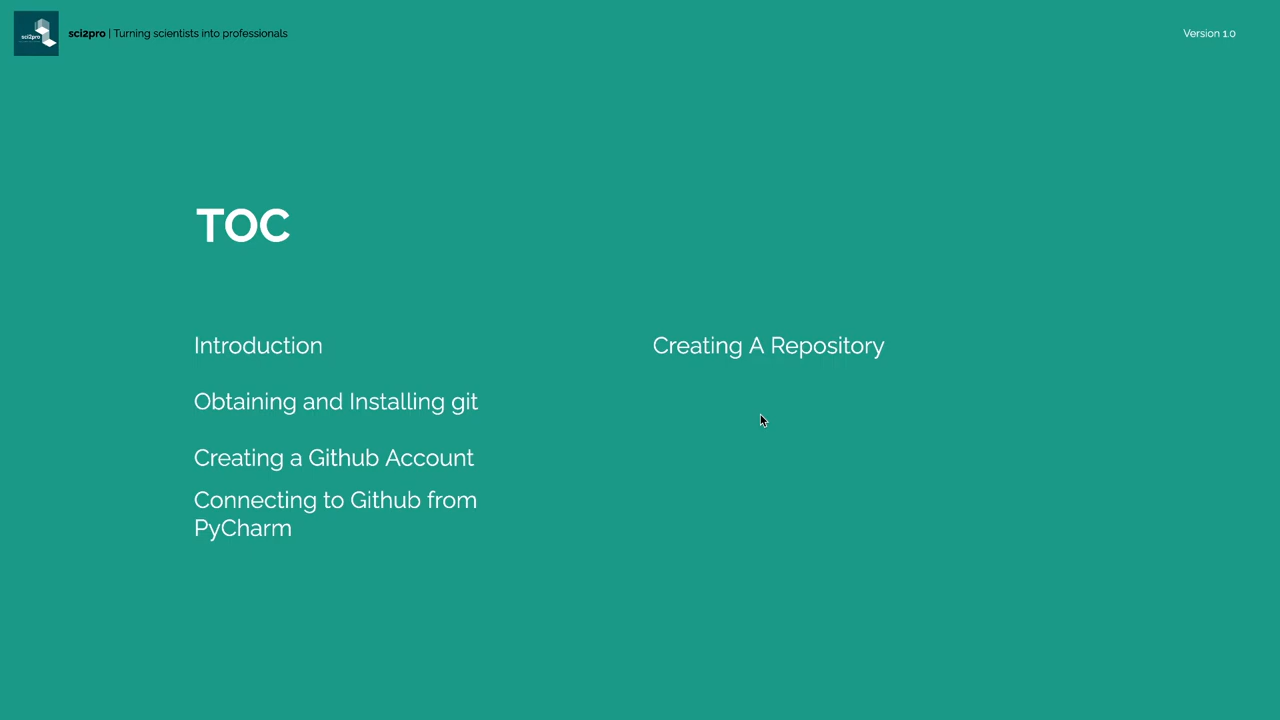 sci2pro
sci2pro | Turning scientists into professionals
Version 1.0
TOC
Introduction
Obtaining and Installing git
Creating a Github Account
Connecting to Github from
PyCharm
Creating A Repository